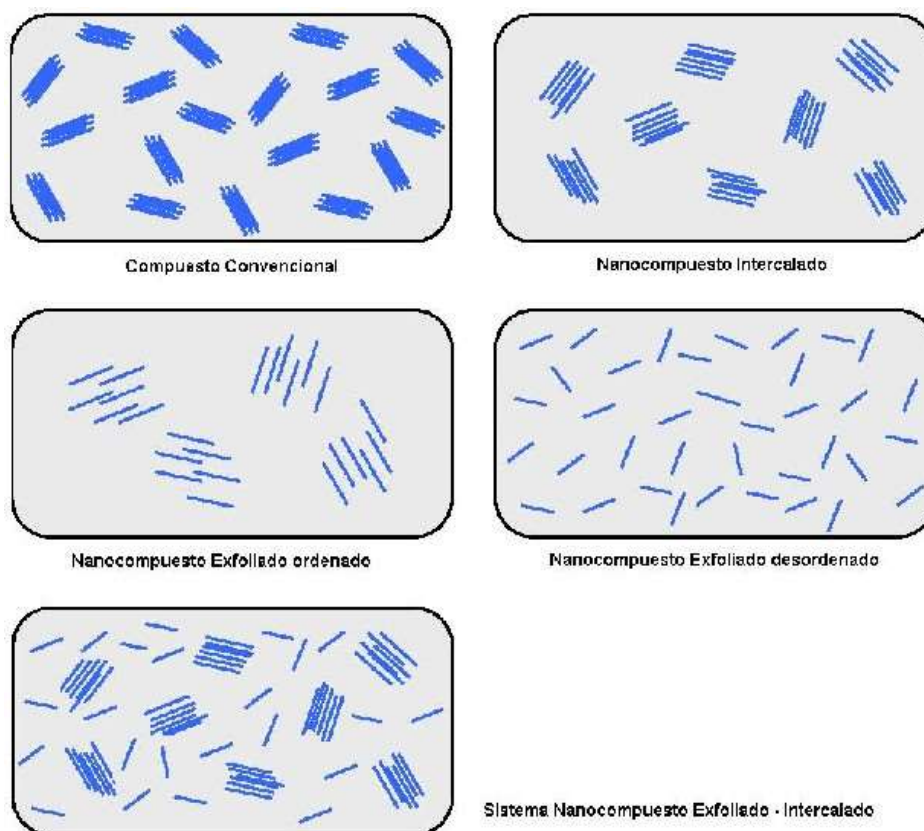 Compuesto Convencional
Nanocompuesto Intercalado
Nanocompuesto Exfoliado ordenado
Nanocompuesto Exfoliado desordenado
Sistema Nanocompuesto Exfoliado - Intercalado